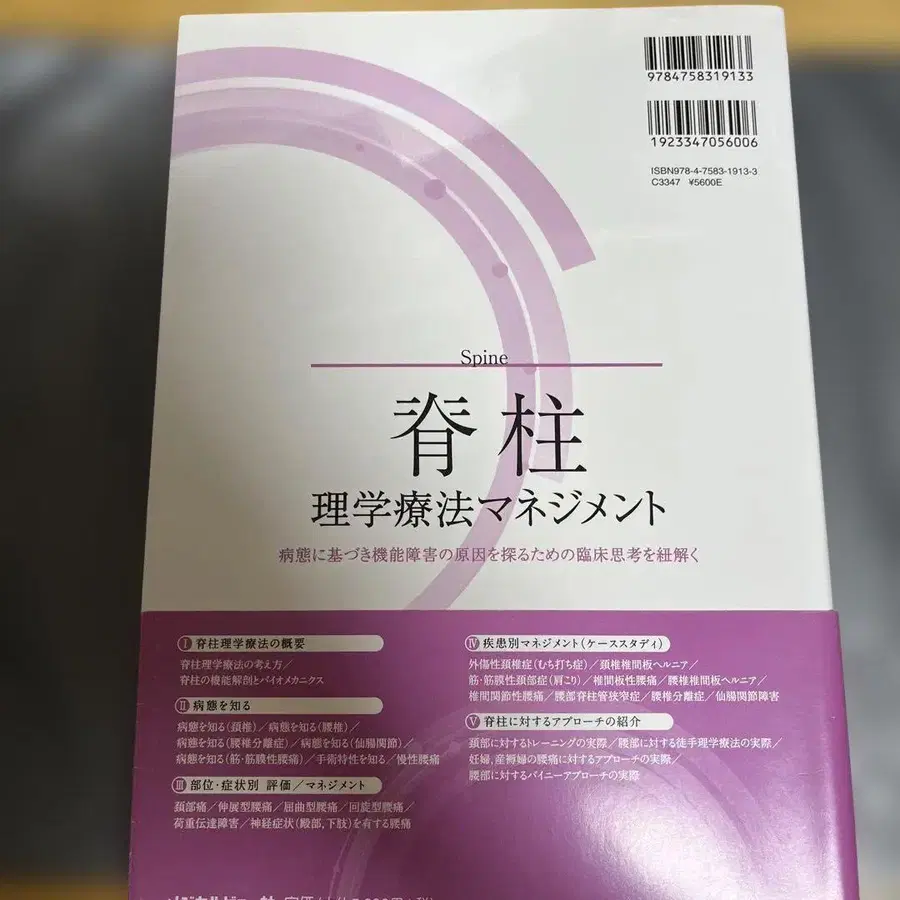 9784758319133
1923347056006
ISBN978-4-7583-1913-3
C3347 ¥5600E
Spine
脊柱
理学療法マネジメント
病態に基づき機能障害の原因を探るための臨床思考を紐解く
Ⅰ 脊柱理学療法の概要
脊柱理学療法の考え方／
脊柱の機能解剖とバイオメカニクス
Ⅱ 病態を知る
病態を知る(頚椎)／病態を知る(腰椎)／
病態を知る(腰椎分離症)／病態を知る(仙腸関節)／
病態を知る(筋・筋膜性腰痛)／手術特性を知る／慢性腰痛
Ⅲ 部位・症状別 評価／マネジメント
頚部痛／伸展型腰痛／屈曲型腰痛／回旋型腰痛／
荷重伝達障害／神経症状(殿部,下肢)を有する腰痛
Ⅳ 疾患別マネジメント(ケーススタディ)
外傷性頚椎症(むち打ち症)／頚椎椎間板ヘルニア／
筋・筋膜性頚部症(肩こり)／椎間板性腰痛／腰椎椎間板ヘルニア／
椎間関節性腰痛／腰部脊柱管狭窄症／腰椎分離症／仙腸関節障害
Ⅴ 脊柱に対するアプローチの紹介
頚部に対するトレーニングの実際／腰部に対する徒手理学療法の実際／
妊婦,産褥婦の腰痛に対するアプローチの実際／
腰部に対するバイニーアプローチの実際